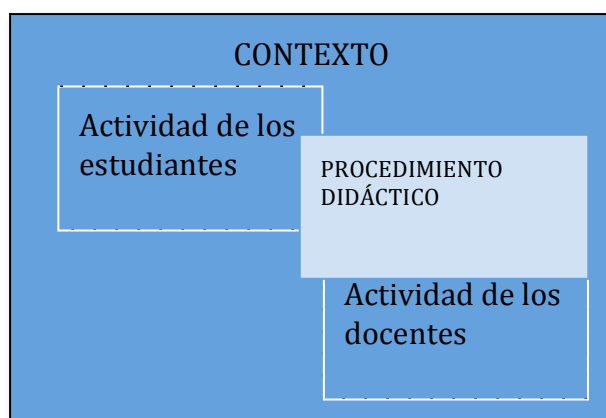 CONTEXTO
Actividad de los
estudiantes
PROCEDIMIENTO
DIDÁCTICO
Actividad de los
docentes